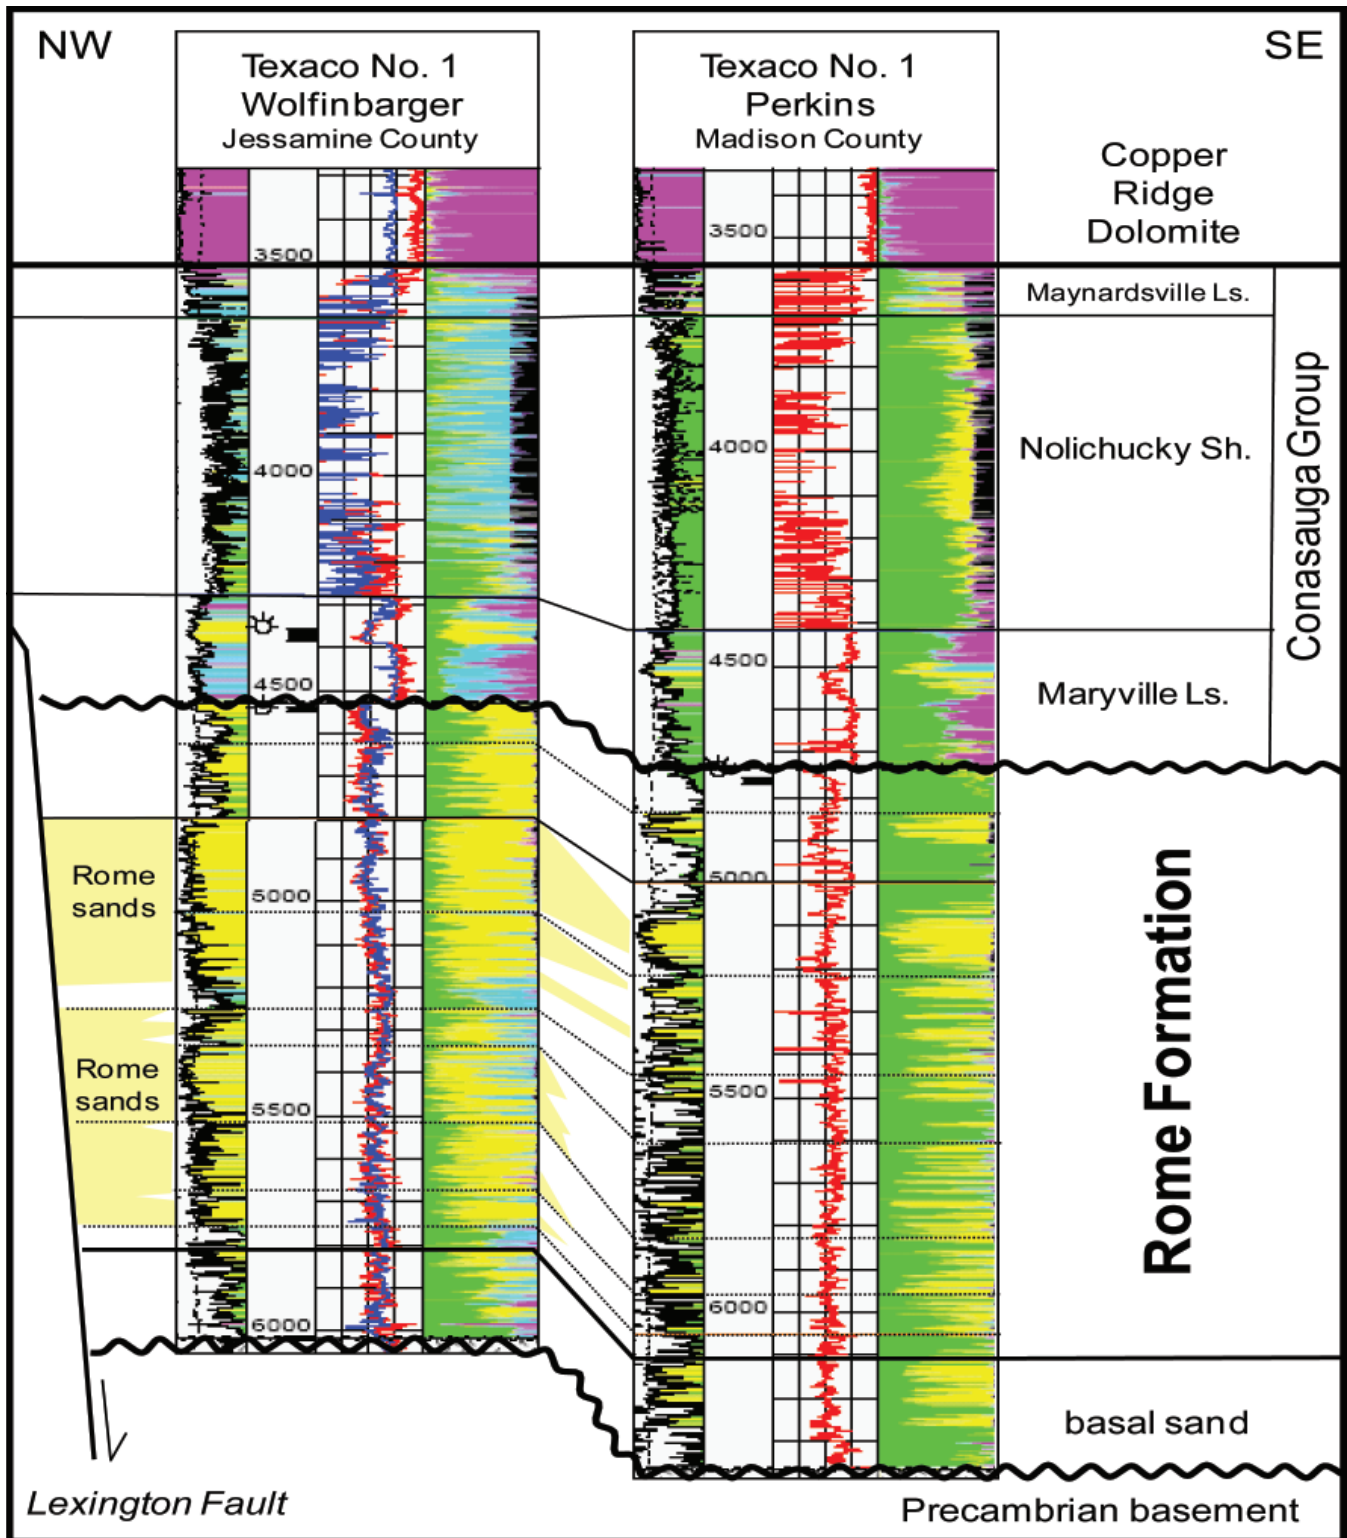 NW
SE
Texaco No. 1
Wolfinbarger
Jessamine County
Texaco No. 1
Perkins
Madison County
Copper
Ridge
Dolomite
3500
4000
4500
5000
5500
6000
3500
4000
4500
5000
5500
6000
Maynardsville Ls.
Nolichucky Sh.
Maryville Ls.
Conasauga Group
Rome
sands
Rome
sands
Rome Formation
basal sand
Lexington Fault
Precambrian basement